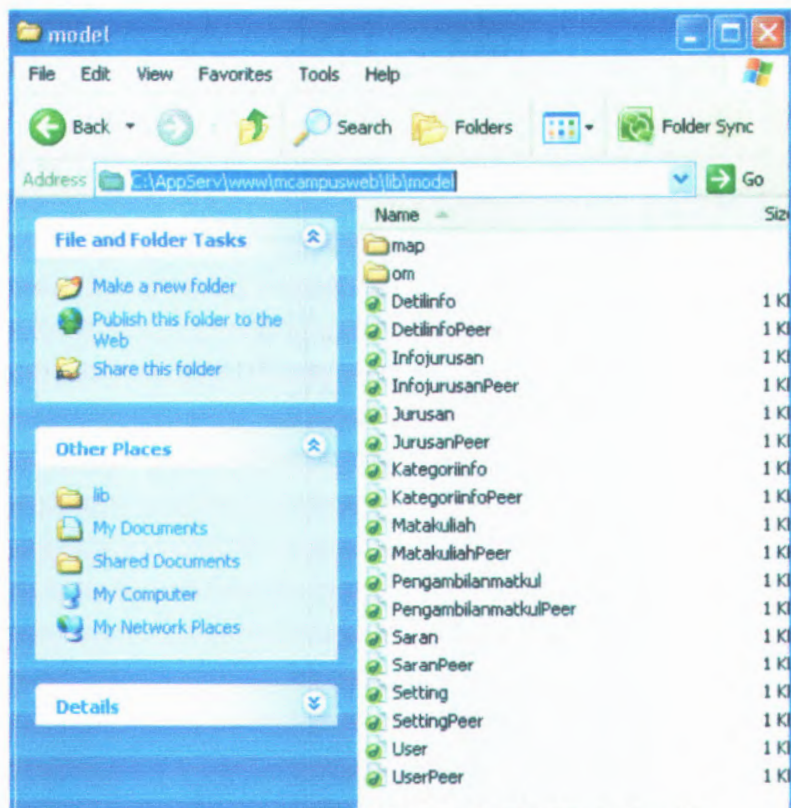 model
File Edit View Favorites Tools Help
Back Search Folders Folder Sync
Address C:\AppServ\www\mcampusweb\lib\model Go
File and Folder Tasks
Make a new folder
Publish this folder to the
Web
Share this folder
Other Places
lib
My Documents
Shared Documents
My Computer
My Network Places
Details
Name Size
map
om
Detilinfo 1 K
DetilinfoPeer 1 K
Infojurusan 1 K
InfojurusanPeer 1 K
Jurusan 1 K
JurusanPeer 1 K
Kategoriinfo 1 K
KategoriinfoPeer 1 K
Matakuliah 1 K
MatakuliahPeer 1 K
Pengambilanmatkul 1 K
PengambilanmatkulPeer 1 K
Saran 1 K
SaranPeer 1 K
Setting 1 K
SettingPeer 1 K
User 1 K
UserPeer 1 K